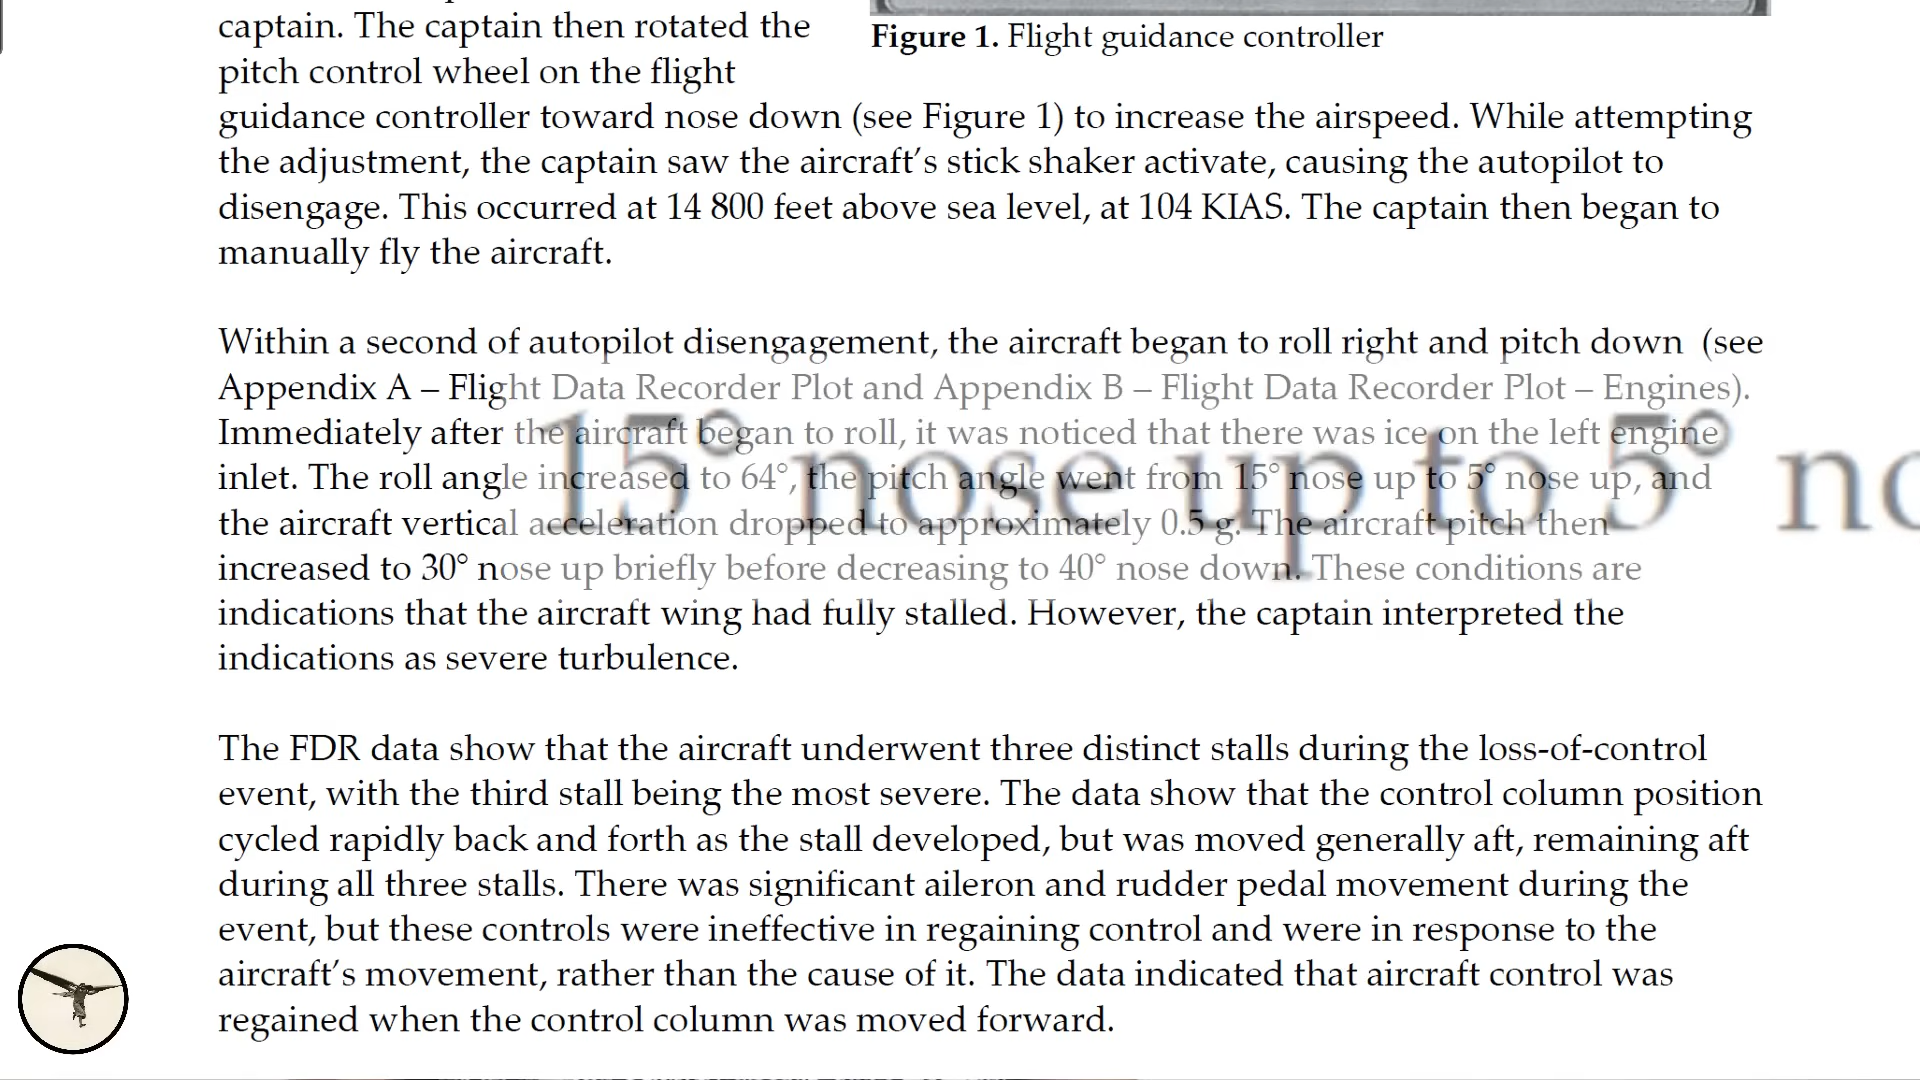 captain. The captain then rotated the
Figure 1. Flight guidance controller
pitch control wheel on the flight
guidance controller toward nose down (see Figure 1) to increase the airspeed. While attempting
the adjustment, the captain saw the aircraft’s stick shaker activate, causing the autopilot to
disengage. This occurred at 14 800 feet above sea level, at 104 KIAS. The captain then began to
manually fly the aircraft.
Within a second of autopilot disengagement, the aircraft began to roll right and pitch down (see
Appendix A – Flight Data Recorder Plot and Appendix B – Flight Data Recorder Plot – Engines).
Immediately after the aircraft began to roll, it was noticed that there was ice on the left engine
inlet. The roll angle increased to 64°, the pitch angle went from 15° nose up to 5° nose up, and
the aircraft vertical acceleration dropped to approximately 0.5 g. The aircraft pitch then
increased to 30° nose up briefly before decreasing to 40° nose down. These conditions are
indications that the aircraft wing had fully stalled. However, the captain interpreted the
indications as severe turbulence.
15° nose up to 5° no
The FDR data show that the aircraft underwent three distinct stalls during the loss-of-control
event, with the third stall being the most severe. The data show that the control column position
cycled rapidly back and forth as the stall developed, but was moved generally aft, remaining aft
during all three stalls. There was significant aileron and rudder pedal movement during the
event, but these controls were ineffective in regaining control and were in response to the
aircraft’s movement, rather than the cause of it. The data indicated that aircraft control was
regained when the control column was moved forward.